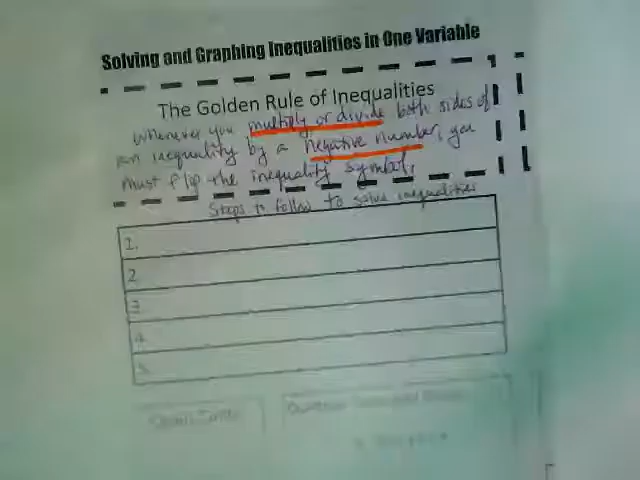 Solving and Graphing Inequalities in One Variable
The Golden Rule of Inequalities
Whenever you multiply or divide both sides of
an inequality by a negative number, you
must flip the inequality symbol.
Steps to follow to solve inequalities
1.
2
3
4.
5.